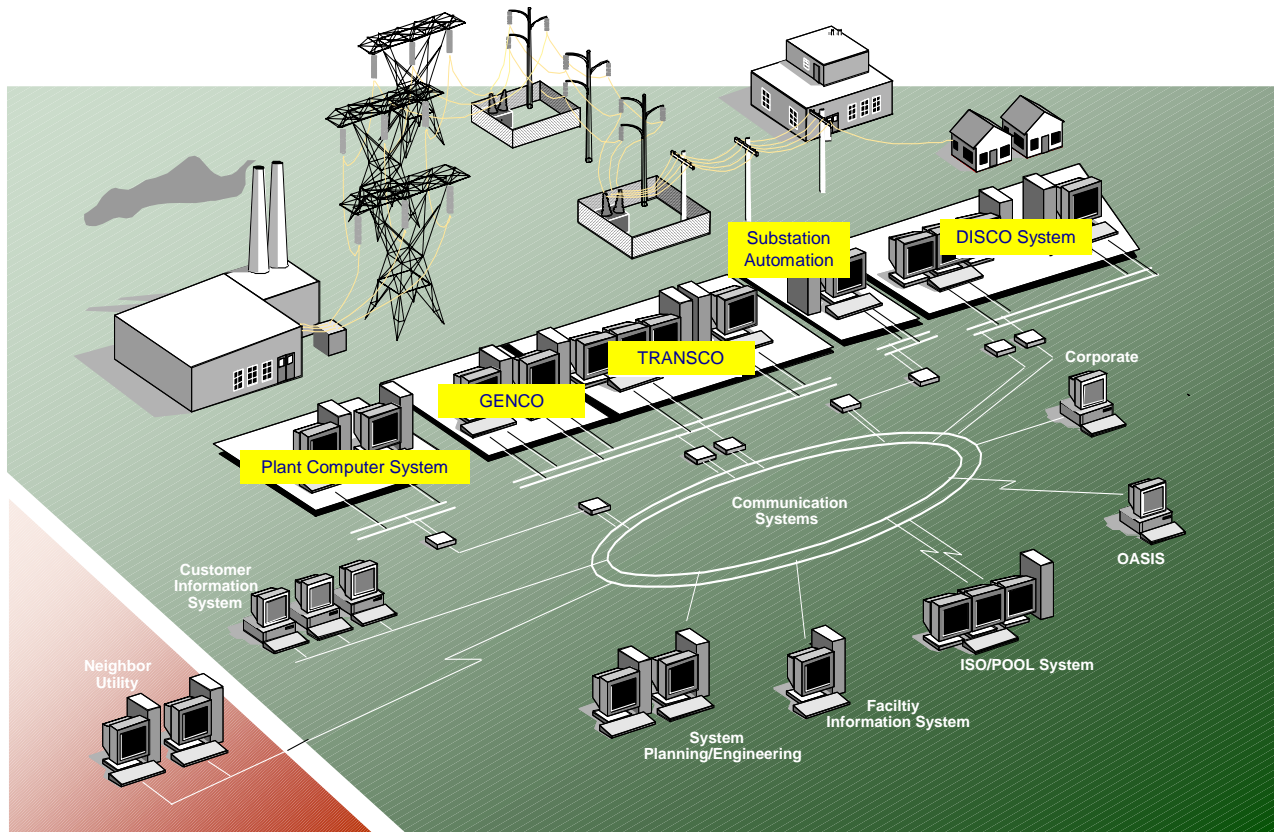 Substation
Automation
DISCO System
TRANSCO
GENCO
Plant Computer System
Corporate
Communication
Systems
OASIS
Customer
Information
System
ISO/POOL System
Neighbor
Utility
Faciltiy
Information System
System
Planning/Engineering